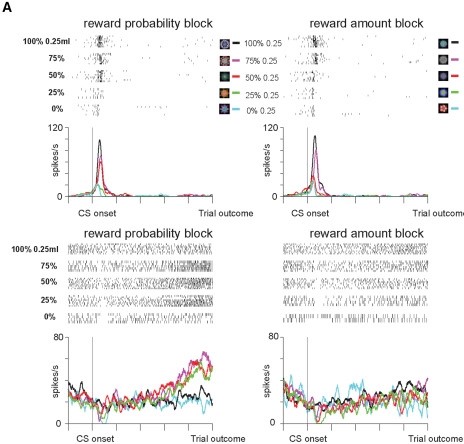 A
reward probability block
reward amount block
100% 0.25ml
75%
50%
25%
0%
100% 0.25
75% 0.25
50% 0.25
25% 0.25
0% 0.25
120
spikes/s
0
CS onset
Trial outcome
120
spikes/s
0
CS onset
Trial outcome
reward probability block
reward amount block
100% 0.25ml
75%
50%
25%
0%
80
spikes/s
0
CS onset
Trial outcome
80
spikes/s
0
CS onset
Trial outcome